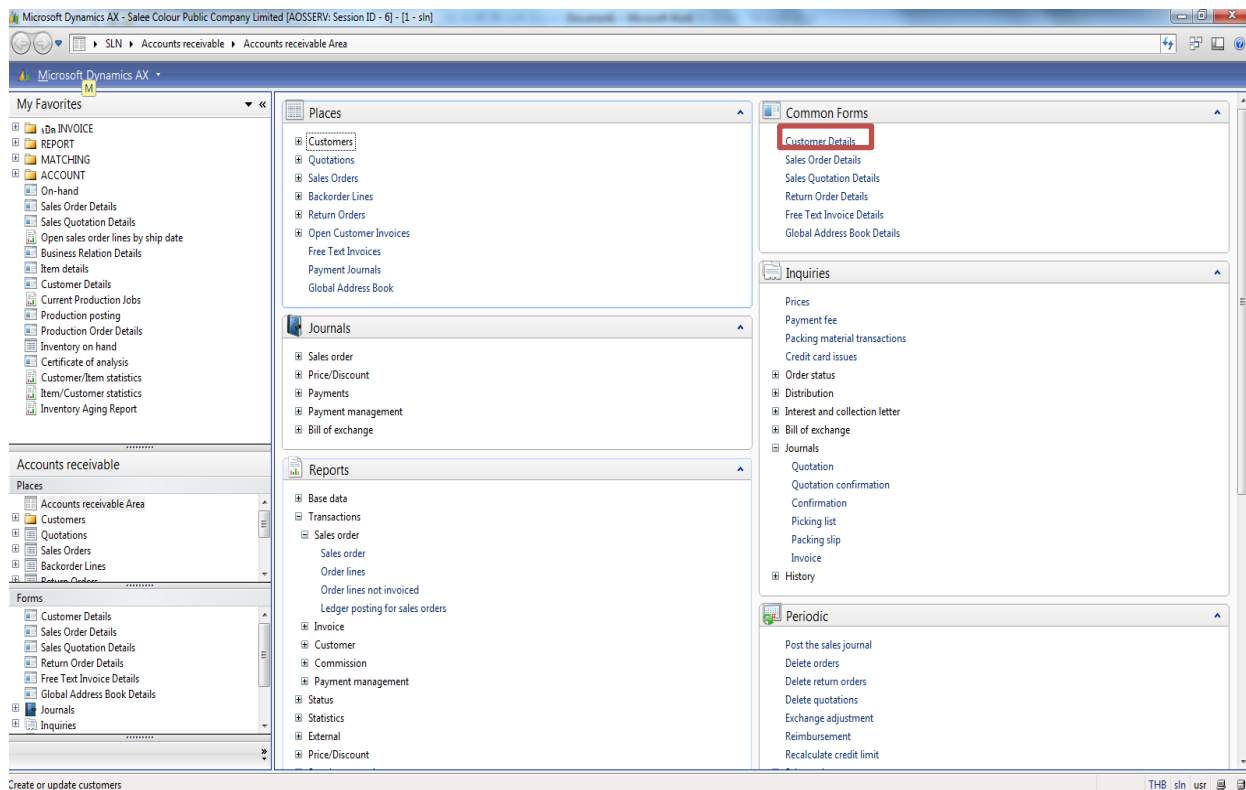 Microsoft Dynamics AX - Salee Colour Public Company Limited [AOSSERV: Session ID - 6] - [1 - sln]
SLN Accounts receivable Accounts receivable Area
Microsoft Dynamics AX
M
My Favorites
เปิด INVOICE
REPORT
MATCHING
ACCOUNT
On-hand
Sales Order Details
Sales Quotation Details
Open sales order lines by ship date
Business Relation Details
Item details
Customer Details
Current Production Jobs
Production posting
Production Order Details
Inventory on hand
Certificate of analysis
Customer/Item statistics
Item/Customer statistics
Inventory Aging Report
Accounts receivable
Places
Accounts receivable Area
Customers
Quotations
Sales Orders
Backorder Lines
Return Orders
Forms
Customer Details
Sales Order Details
Sales Quotation Details
Return Order Details
Free Text Invoice Details
Global Address Book Details
Journals
Inquiries
Places
Customers
Quotations
Sales Orders
Backorder Lines
Return Orders
Open Customer Invoices
Free Text Invoices
Payment Journals
Global Address Book
Journals
Sales order
Price/Discount
Payments
Payment management
Bill of exchange
Reports
Base data
Transactions
Sales order
Sales order
Order lines
Order lines not invoiced
Ledger posting for sales orders
Invoice
Customer
Commission
Payment management
Status
Statistics
External
Price/Discount
Common Forms
Customer Details
Sales Order Details
Sales Quotation Details
Return Order Details
Free Text Invoice Details
Global Address Book Details
Inquiries
Prices
Payment fee
Packing material transactions
Credit card issues
Order status
Distribution
Interest and collection letter
Bill of exchange
Journals
Quotation
Quotation confirmation
Confirmation
Picking list
Packing slip
Invoice
History
Periodic
Post the sales journal
Delete orders
Delete return orders
Delete quotations
Exchange adjustment
Reimbursement
Recalculate credit limit
Create or update customers
THB sln usr